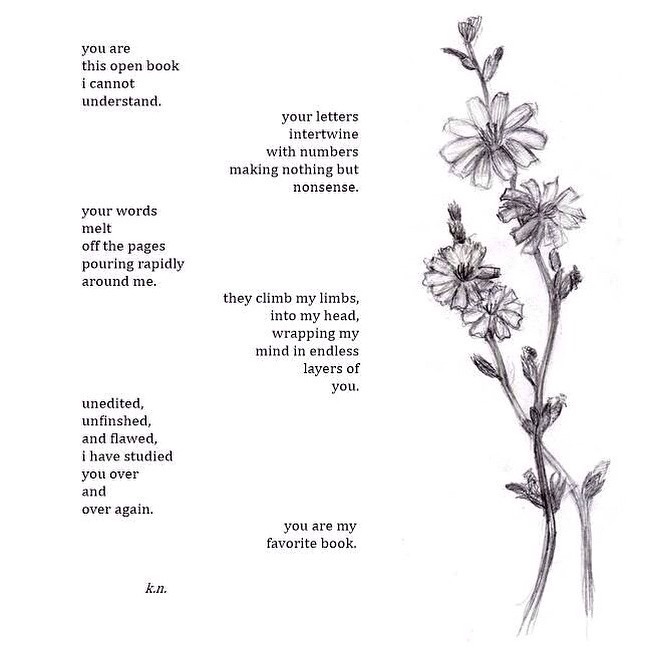 you are
this open book
i cannot
understand.
your letters
intertwine
with numbers
making nothing but
nonsense.
your words
melt
off the pages
pouring rapidly
around me.
they climb my limbs,
into my head,
wrapping my
mind in endless
layers of
you.
unedited,
unfinshed,
and flawed,
i have studied
you over
and
over again.
you are my
favorite book.
k.n.